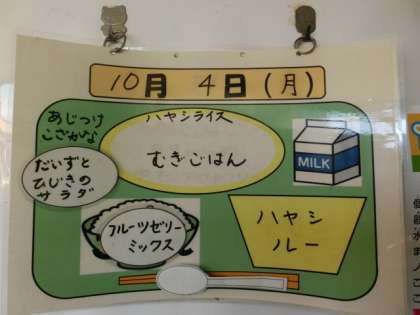 10月 4日(月)
あじつけ
こざかな
ハヤシライス
むぎごはん
MILK
だいずと
ひじきの
サラダ
フルーツゼリー
ミックス
ハヤシ
ルー